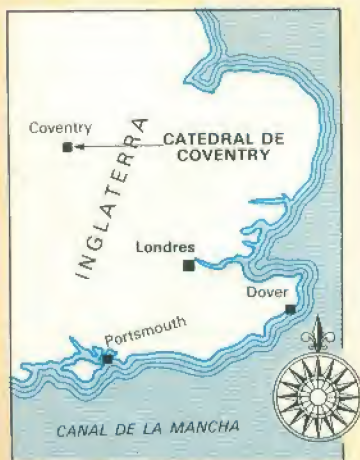 Coventry
CATEDRAL DE
COVENTRY
INGLATERRA
Londres
Dover
Portsmouth
CANAL DE LA MANCHA